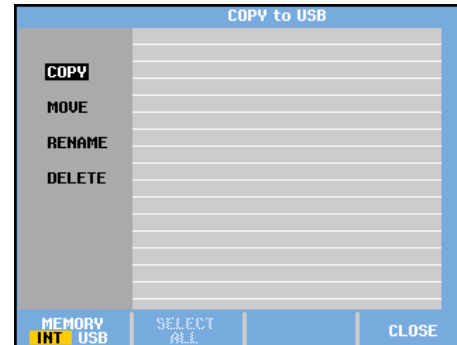 COPY to USB
COPY
MOVE
RENAME
DELETE
MEMORY
INT USB
SELECT
ALL
CLOSE